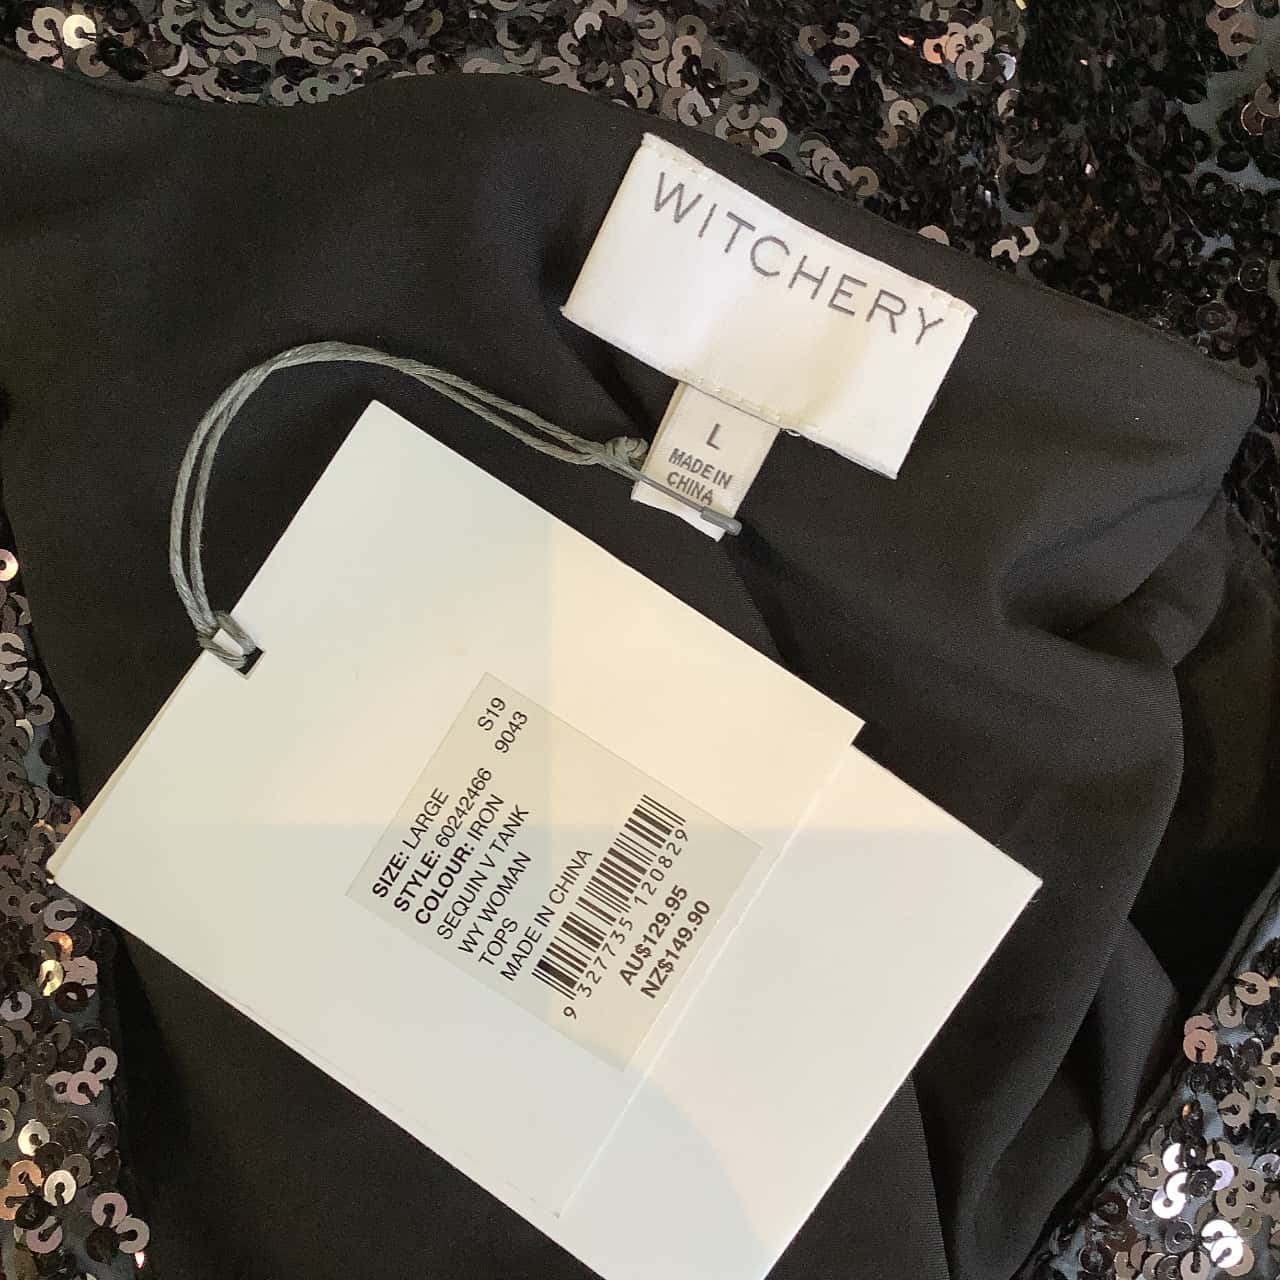 WITCHERY
L
MADE IN
CHINA
S19
9043
SIZE: LARGE
STYLE: 60242466
COLOUR: IRON
SEQUIN V TANK
WY WOMAN
TOPS
MADE IN CHINA
9 327735 120829
AU$129.95
NZ$149.90